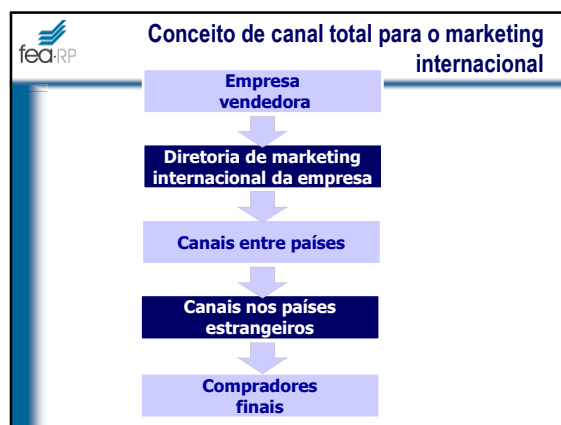 fea-RP
Conceito de canal total para o marketing
internacional
Empresa
vendedora
Diretoria de marketing
internacional da empresa
Canais entre países
Canais nos países
estrangeiros
Compradores
finais